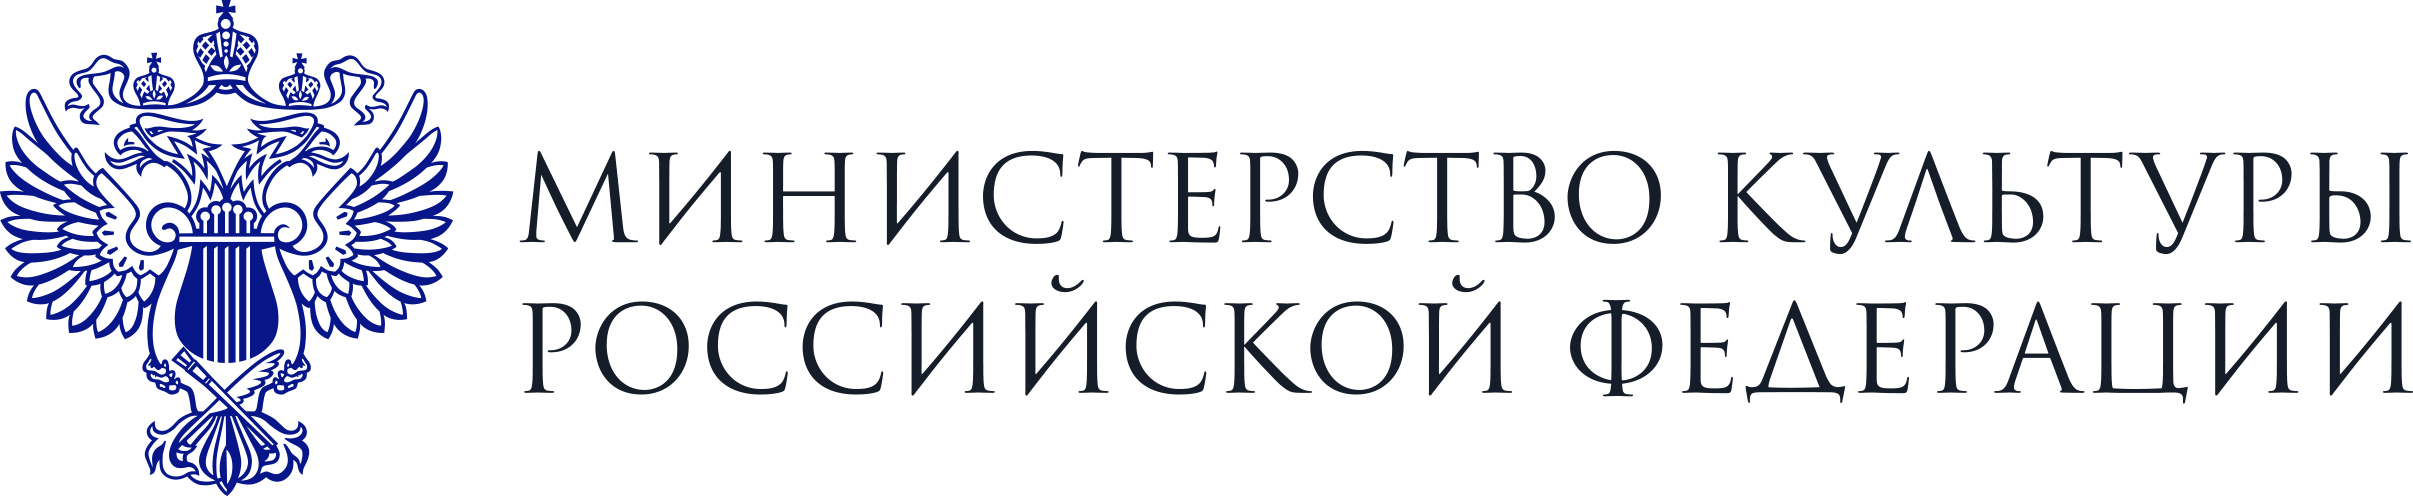 МИНИСТЕРСТВО КУЛЬТУРЫ
РОССИЙСКОЙ ФЕДЕРАЦИИ